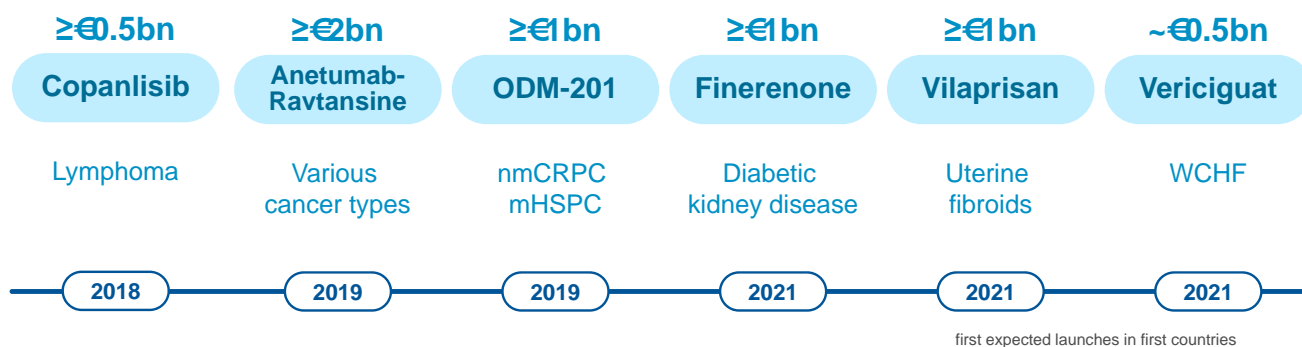 ≥€0.5bn
≥€2bn
≥€1bn
≥€1bn
≥€1bn
~€0.5bn
Copanlisib
Anetumab-
Ravtansine
ODM-201
Finerenone
Vilaprisan
Vericiguat
Lymphoma
Various
cancer types
nmCRPC
mHSPC
Diabetic
kidney disease
Uterine
fibroids
WCHF
2018
2019
2019
2021
2021
2021
first expected launches in first countries